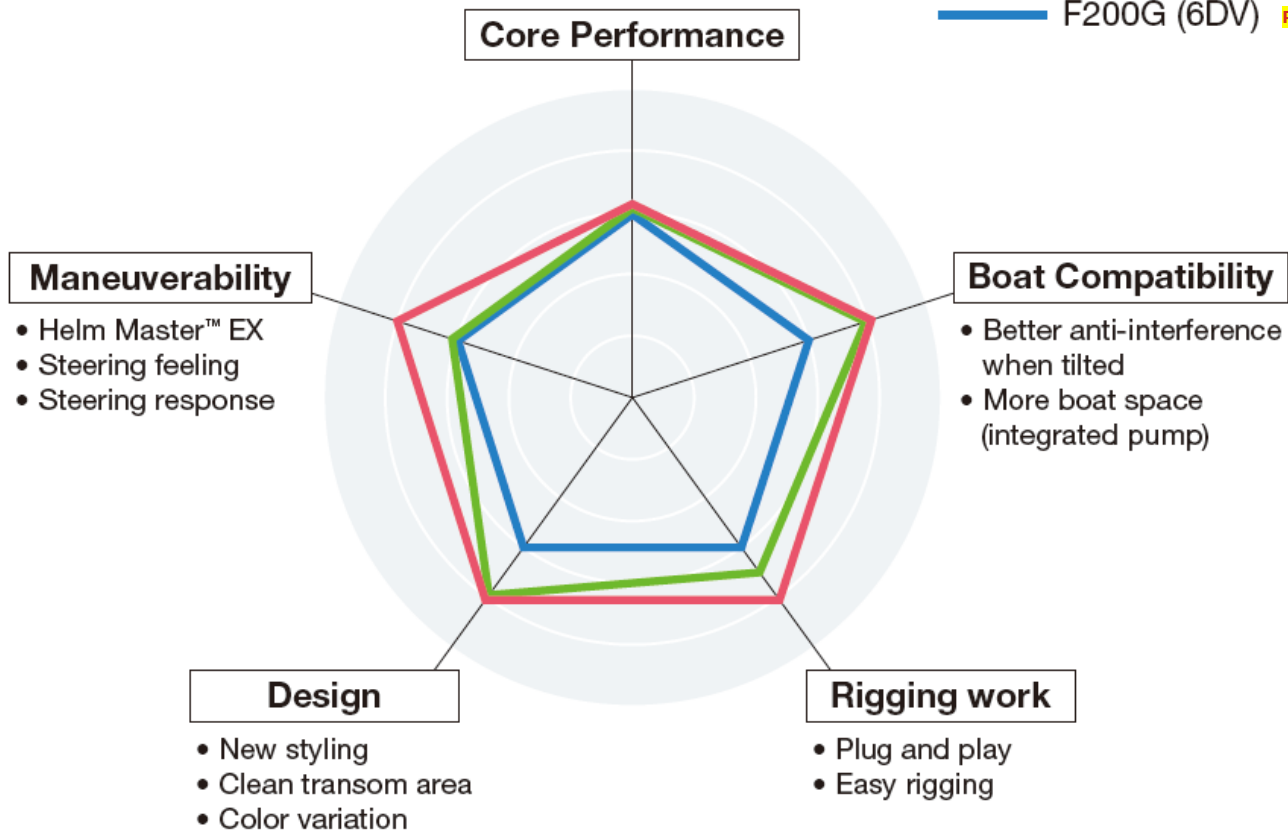 F200G (6DV)
Core Performance
Maneuverability
• Helm Master™ EX
• Steering feeling
• Steering response
Boat Compatibility
• Better anti-interference
when tilted
• More boat space
(integrated pump)
Design
• New styling
• Clean transom area
• Color variation
Rigging work
• Plug and play
• Easy rigging